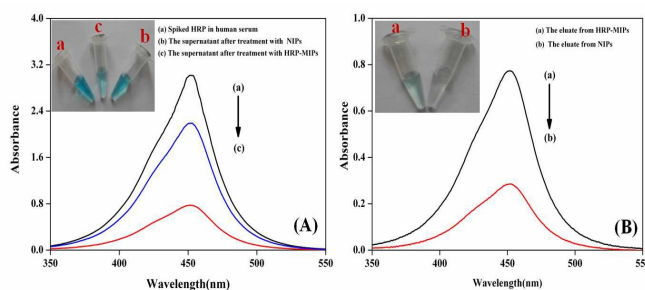 a
c
b
(a) Spiked HRP in human serum
(b) The supernatant after treatment with NIPs
(c) The supernatant after treatment with HRP-MIPs
(a)
(c)
(A)
Absorbance
3.0
2.4
1.6
0.8
0.0
350
400
450
500
550
Wavelength(nm)
a
b
(a) The eluate from HRP-MIPs
(b) The eluate from NIPs
(a)
(b)
(B)
Absorbance
1.0
0.8
0.6
0.4
0.2
0.0
350
400
450
500
55
Wavelength(nm)